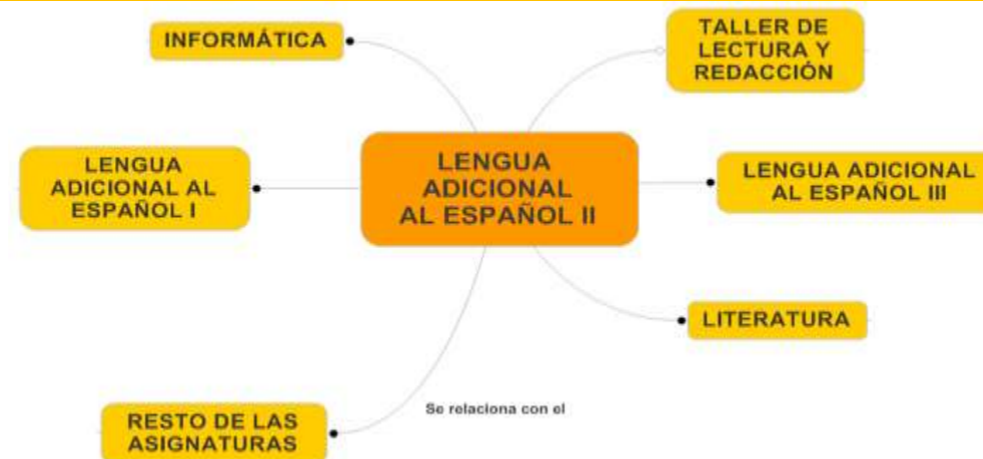 INFORMÁTICA
TALLER DE
LECTURA Y
REDACCIÓN
LENGUA
ADICIONAL AL
ESPAÑOL I
LENGUA
ADICIONAL
AL ESPAÑOL II
LENGUA ADICIONAL
AL ESPAÑOL III
LITERATURA
Se relaciona con el
RESTO DE LAS
ASIGNATURAS